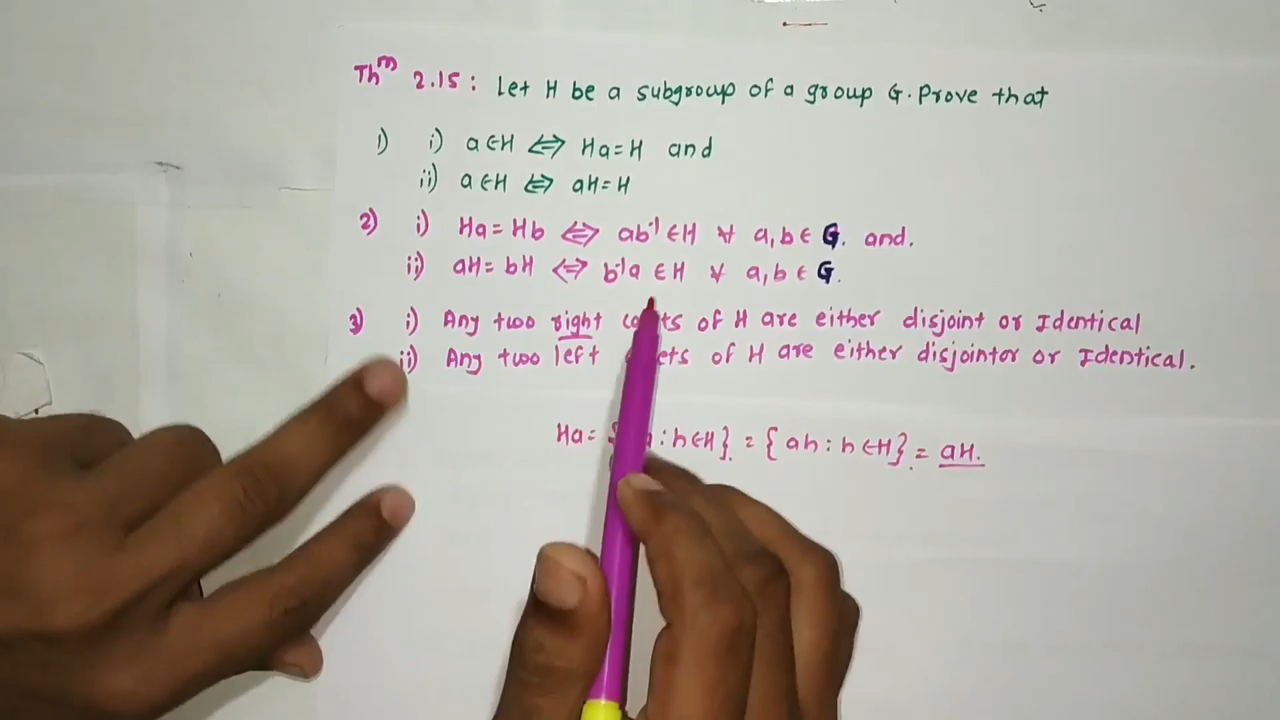 Thm 2.15 : Let H be a subgroup of a group G. Prove that
1) i) a∈H ⇔ Ha=H and
ii) a∈H ⇔ aH=H
2) i) Ha=Hb ⇔ ab⁻¹∈H ∀ a,b∈ G. and.
ii) aH=bH ⇔ b⁻¹a ∈H ∀ a,b ∈ G.
3) i) Any two right of H are either disjoint or Identical
ii) Any two left of H are either disjointor or Identical.
Ha= : h∈H}. = {ah : h∈H}. = aH.